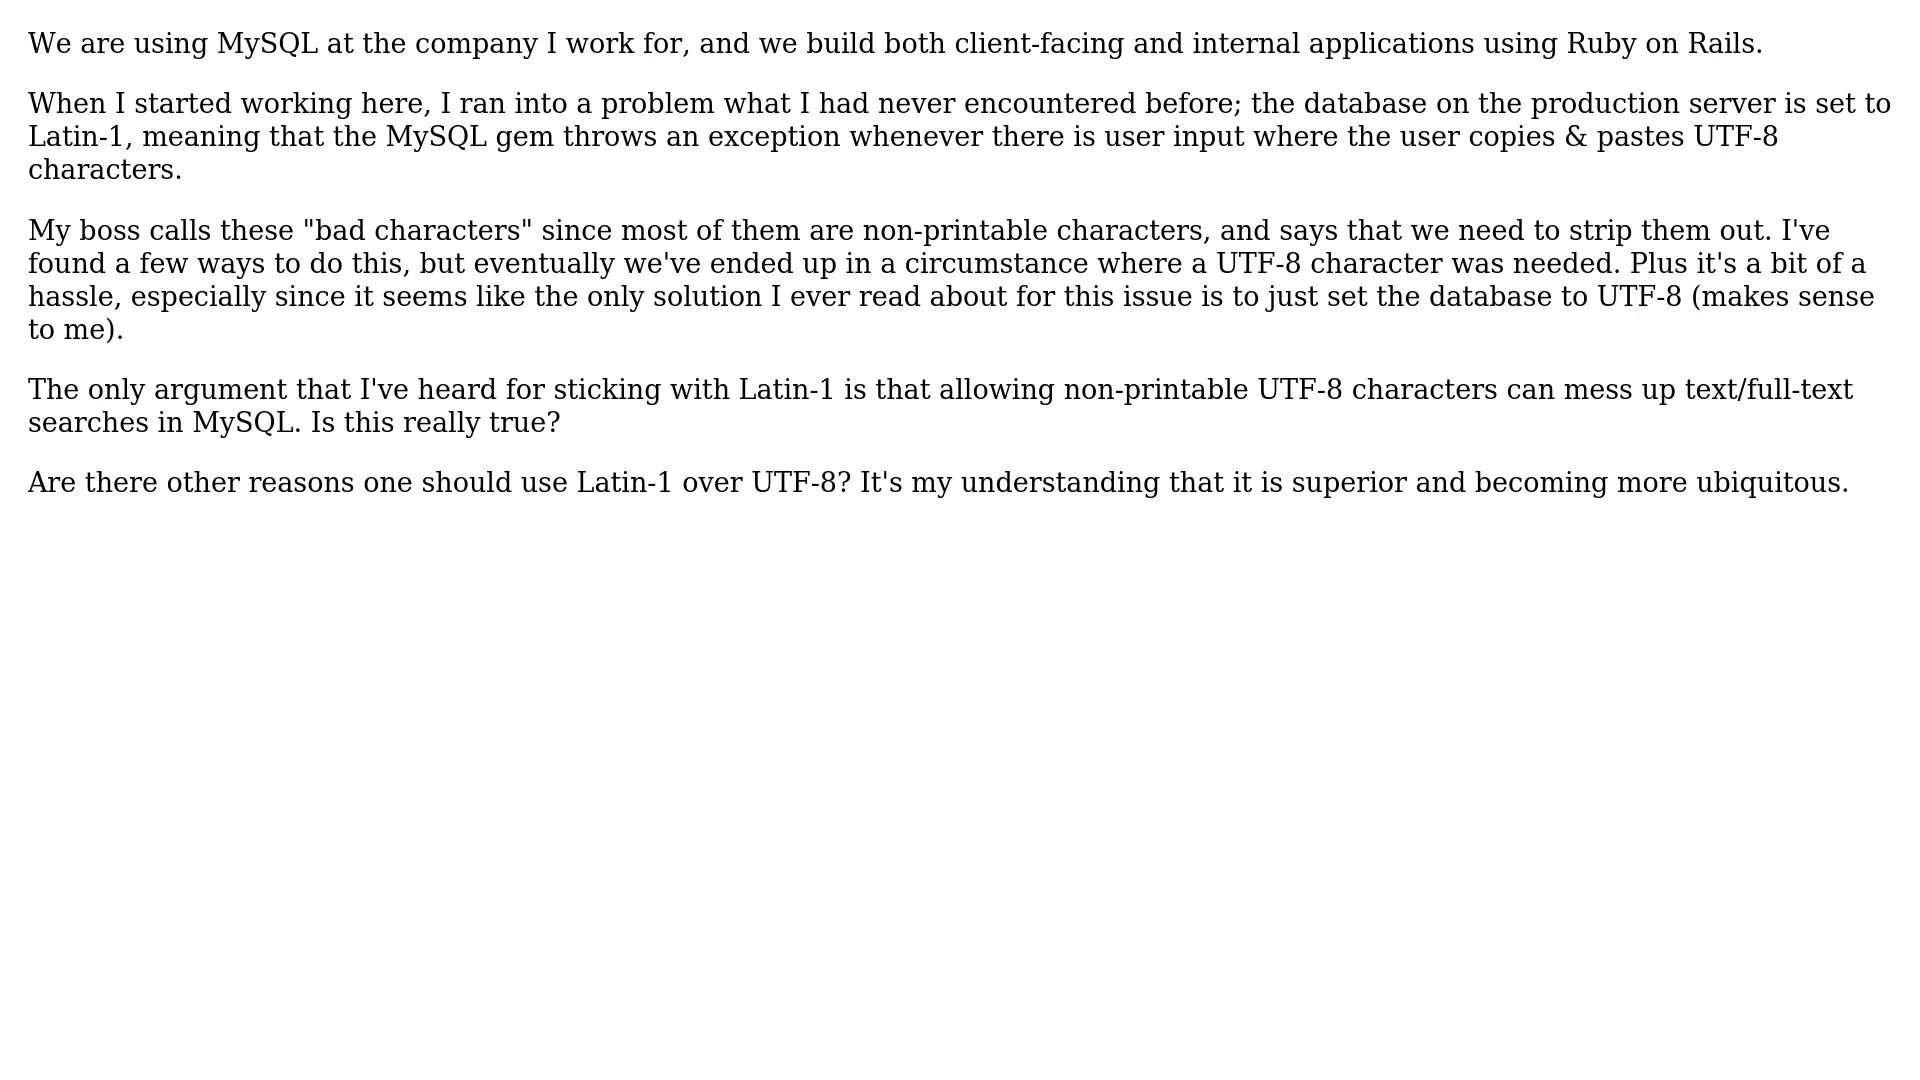 We are using MySQL at the company I work for, and we build both client-facing and internal applications using Ruby on Rails.
When I started working here, I ran into a problem what I had never encountered before; the database on the production server is set to
Latin-1, meaning that the MySQL gem throws an exception whenever there is user input where the user copies & pastes UTF-8
characters.
My boss calls these "bad characters" since most of them are non-printable characters, and says that we need to strip them out. I've
found a few ways to do this, but eventually we've ended up in a circumstance where a UTF-8 character was needed. Plus it's a bit of a
hassle, especially since it seems like the only solution I ever read about for this issue is to just set the database to UTF-8 (makes sense
to me).
The only argument that I've heard for sticking with Latin-1 is that allowing non-printable UTF-8 characters can mess up text/full-text
searches in MySQL. Is this really true?
Are there other reasons one should use Latin-1 over UTF-8? It's my understanding that it is superior and becoming more ubiquitous.